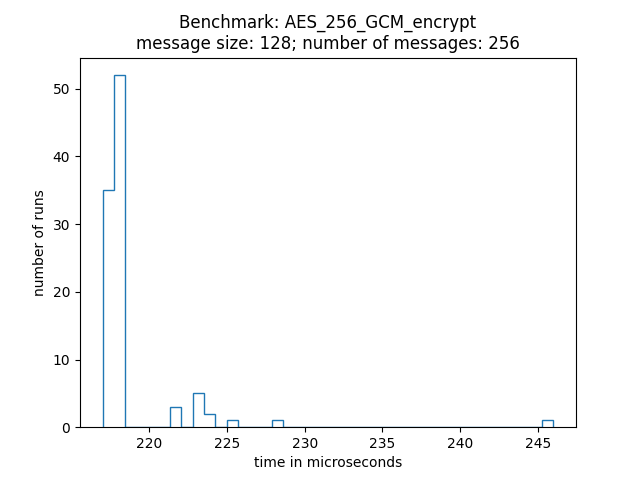 Benchmark: AES_256_GCM_encrypt
message size: 128; number of messages: 256
50
40
30
20
10
0
number of runs
220 225 230 235 240 245
time in microseconds